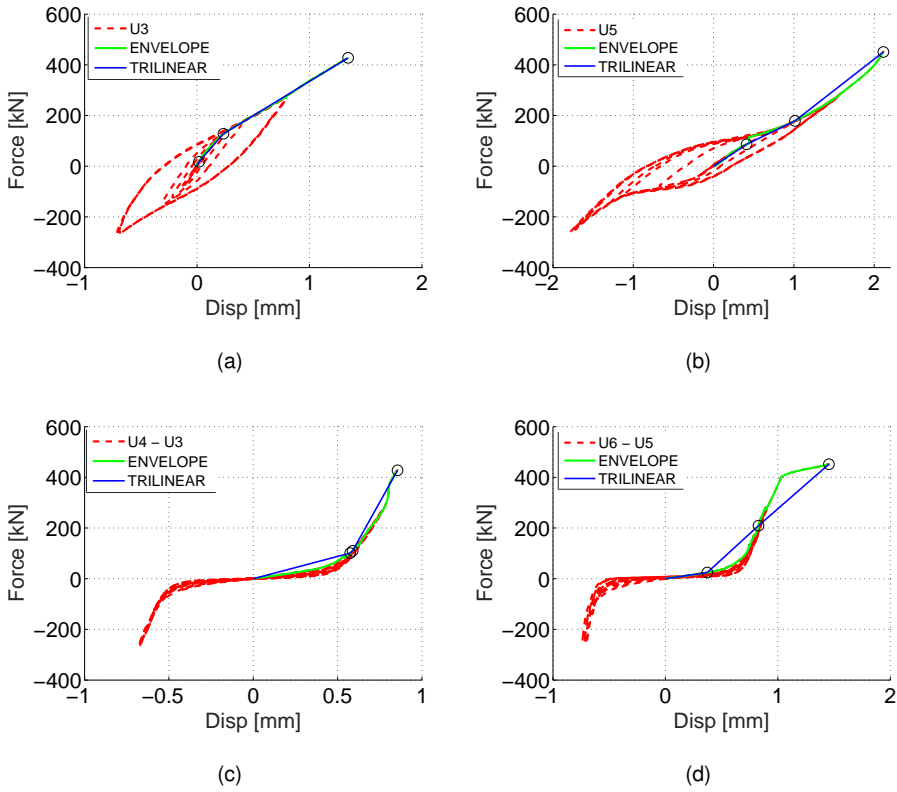 600
400
200
0
−200
−400
−1
0
1
2
Force [kN]
Disp [mm]
U3
ENVELOPE
TRILINEAR
(a)
600
400
200
0
−200
−400
−2
−1
0
1
2
Force [kN]
Disp [mm]
U5
ENVELOPE
TRILINEAR
(b)
600
400
200
0
−200
−400
−1
−0.5
0
0.5
1
Force [kN]
Disp [mm]
U4 − U3
ENVELOPE
TRILINEAR
(c)
600
400
200
0
−200
−400
−1
0
1
2
Force [kN]
Disp [mm]
U6 − U5
ENVELOPE
TRILINEAR
(d)